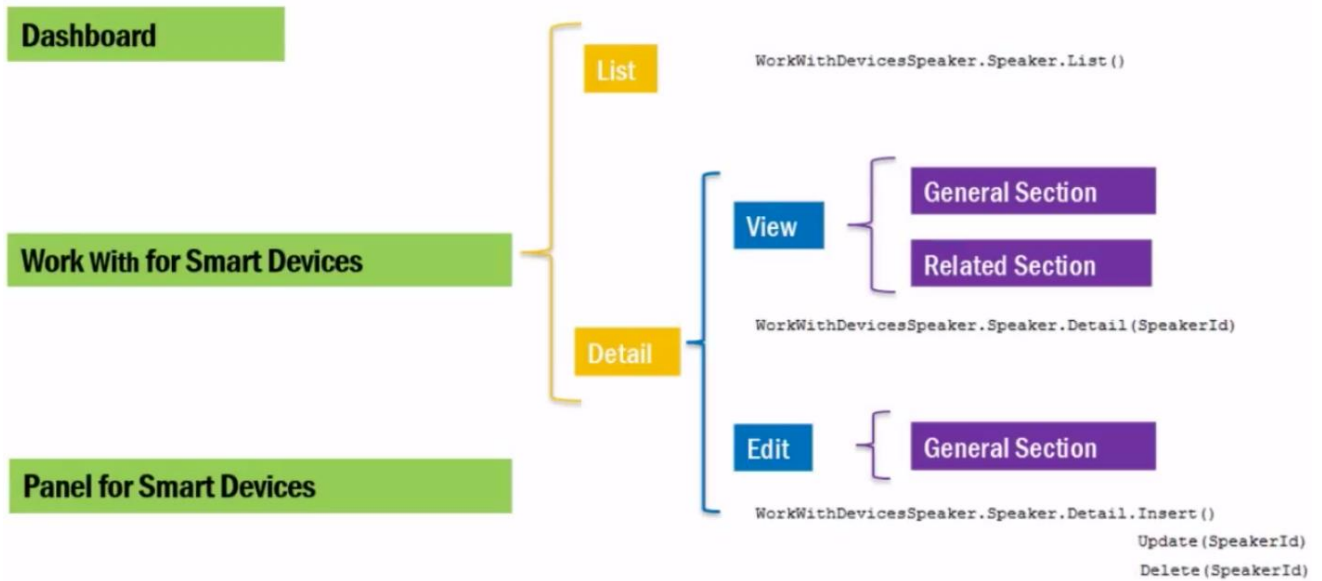 Dashboard
List
WorkWithDevicesSpeaker.Speaker.List()
General Section
View
Work With for Smart Devices
Related Section
WorkWithDevicesSpeaker.Speaker.Detail(SpeakerId)
Detail
Edit
General Section
Panel for Smart Devices
WorkWithDevicesSpeaker.Speaker.Detail.Insert()
Update(SpeakerId)
Delete(SpeakerId)